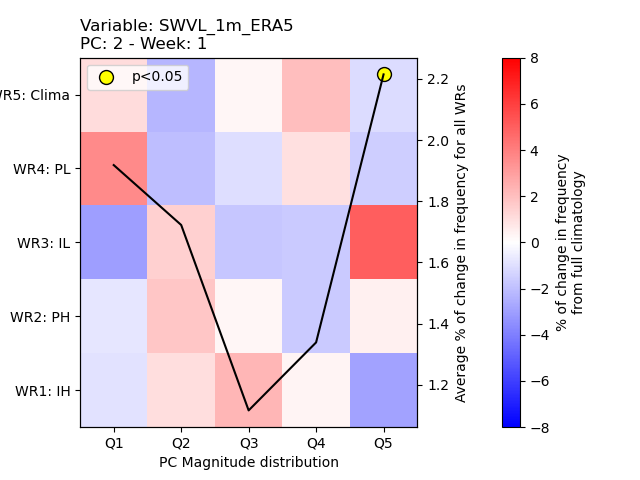 Variable: SWVL_1m_ERA5
PC: 2 - Week: 1
p<0.05
WR5: Clima
WR4: PL
WR3: IL
WR2: PH
WR1: IH
Q1 Q2 Q3 Q4 Q5
PC Magnitude distribution
2.2
2.0
1.8
1.6
1.4
1.2
Average % of change in frequency for all WRs
8
6
4
2
0
−2
−4
−6
−8
% of change in frequency
from full climatology